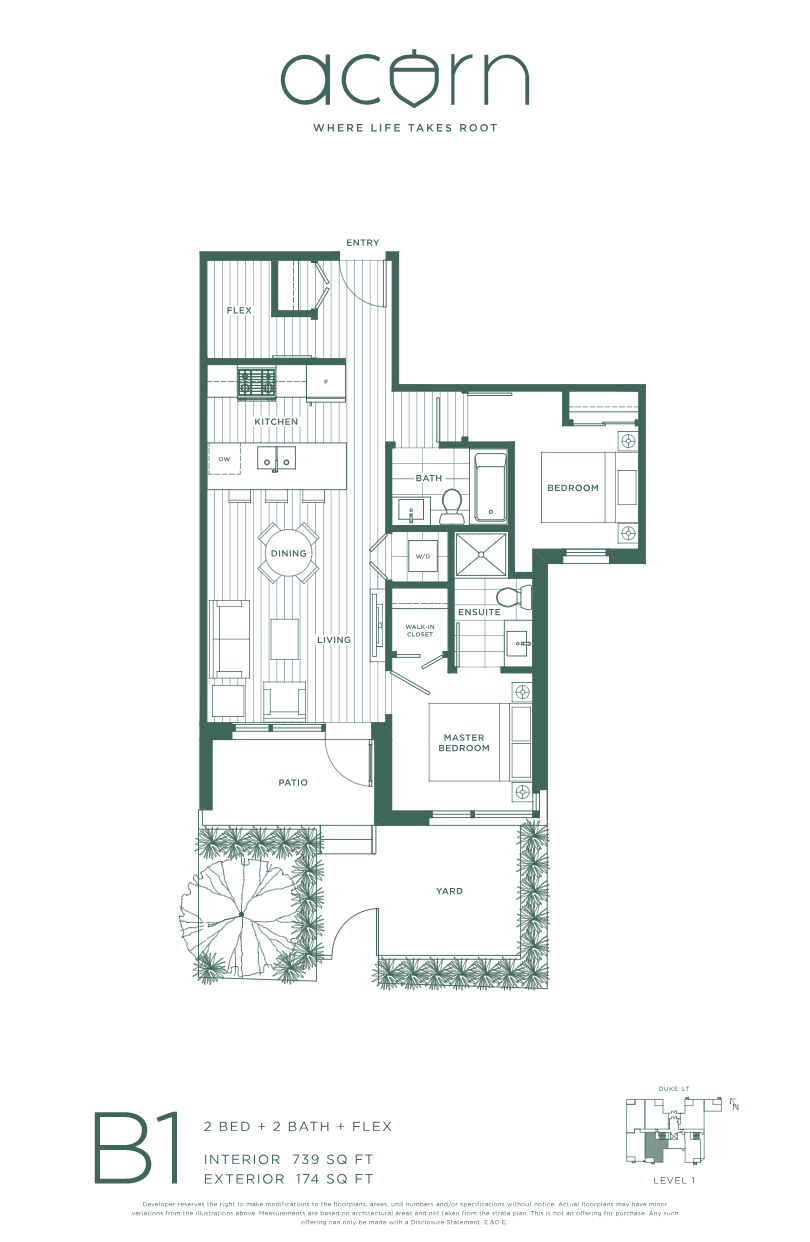 acorn
WHERE LIFE TAKES ROOT
ENTRY
FLEX
F
KITCHEN
DW
BATH
BEDROOM
DINING
W/D
ENSUITE
WALK-IN
CLOSET
LIVING
MASTER
BEDROOM
PATIO
YARD
B1
2 BED + 2 BATH + FLEX
INTERIOR 739 SQ FT
EXTERIOR 174 SQ FT
DUKE ST
N
LEVEL 1
Developer reserves the right to make modifications to the floorplans, areas, unit numbers and/or specifications without notice. Actual floorplans may have minor
variations from the illustrations above. Measurements are based on architectural areas and not taken from the strata plan. This is not an offering for purchase. Any such
offering can only be made with a Disclosure Statement. E.&O.E.